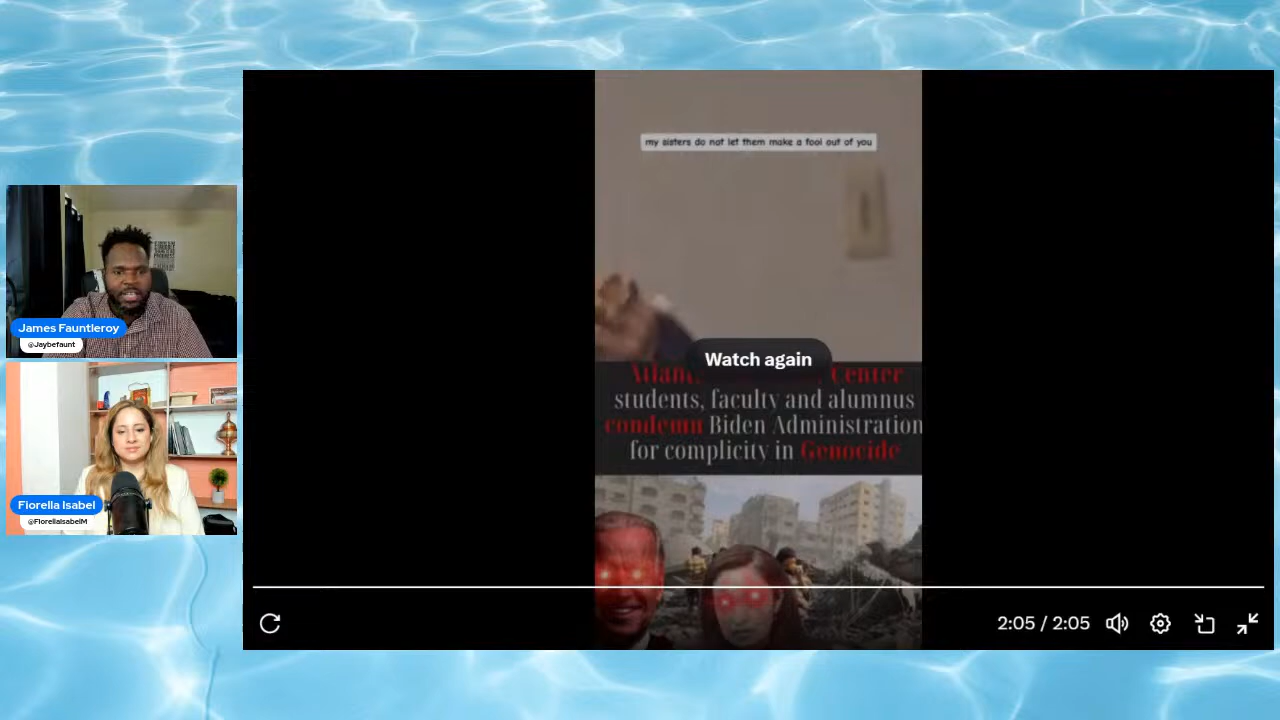 James Fauntleroy
@Jaybefaunt
Fiorella Isabel
@FiorellaIsabelM
my sisters do not let them make a fool out of you
Watch again
Center
students, faculty and alumnus
condemn Biden Administration
for complicity in Genocide
2:05 / 2:05